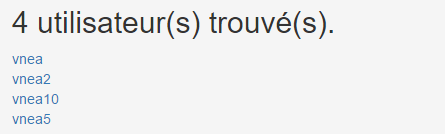 4 utilisateur(s) trouvé(s).
vnea
vnea2
vnea10
vnea5